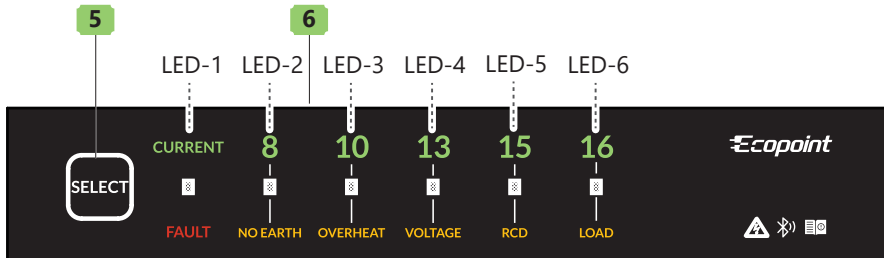 5 6
LED-1 LED-2 LED-3 LED-4 LED-5 LED-6
CURRENT 8 10 13 15 16
Ecopoint
SELECT
FAULT NO EARTH OVERHEAT VOLTAGE RCD LOAD